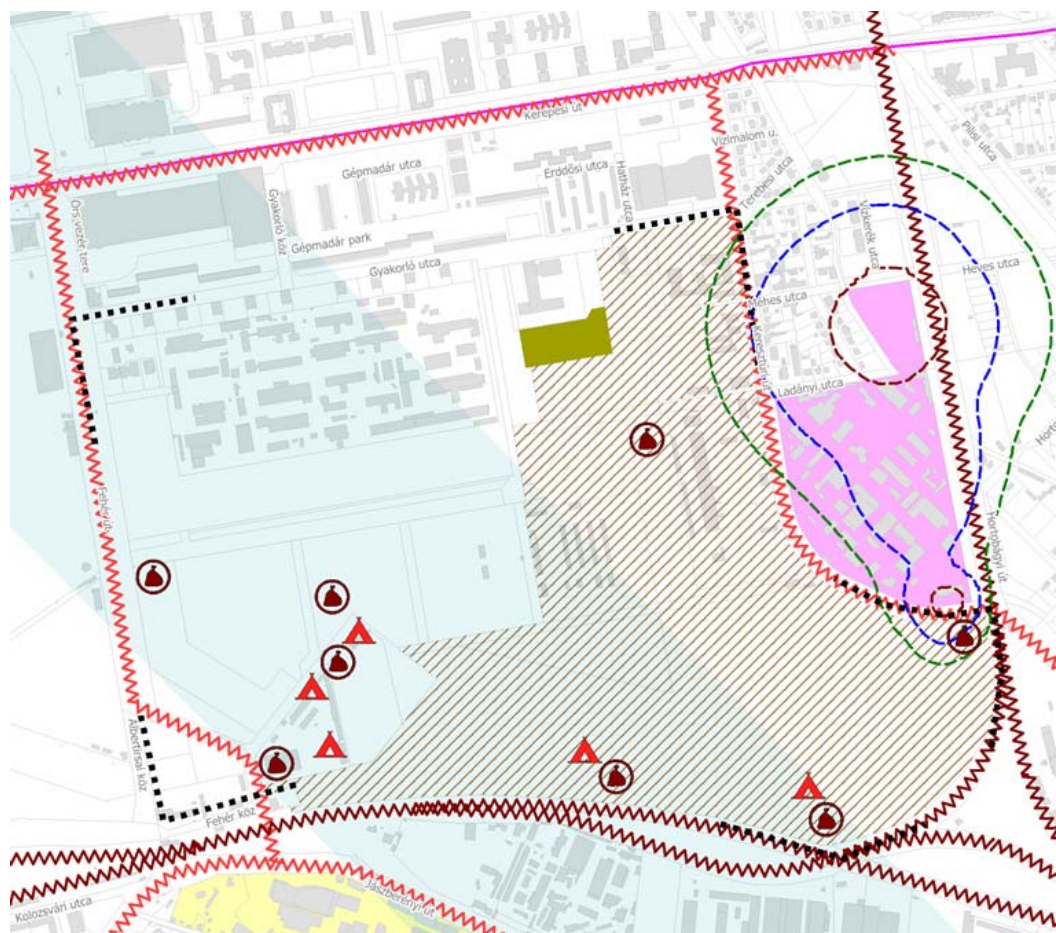 Kerepesi út
Pilisi utca
Vízimalom u.
Gépmadár utca
Erdősi utca
Hatház utca
Terebesi utca
Gyakorló köz
Örs vezér tere
Vízkerék utca
Gépmadár park
Gyakorló utca
Heves utca
Méhes utca
Keresztúri út
Ladányi utca
Fehér út
Hortobágyi út
Albertirsai köz
Fehér köz
Jászberényi út
Kolozsvári utca